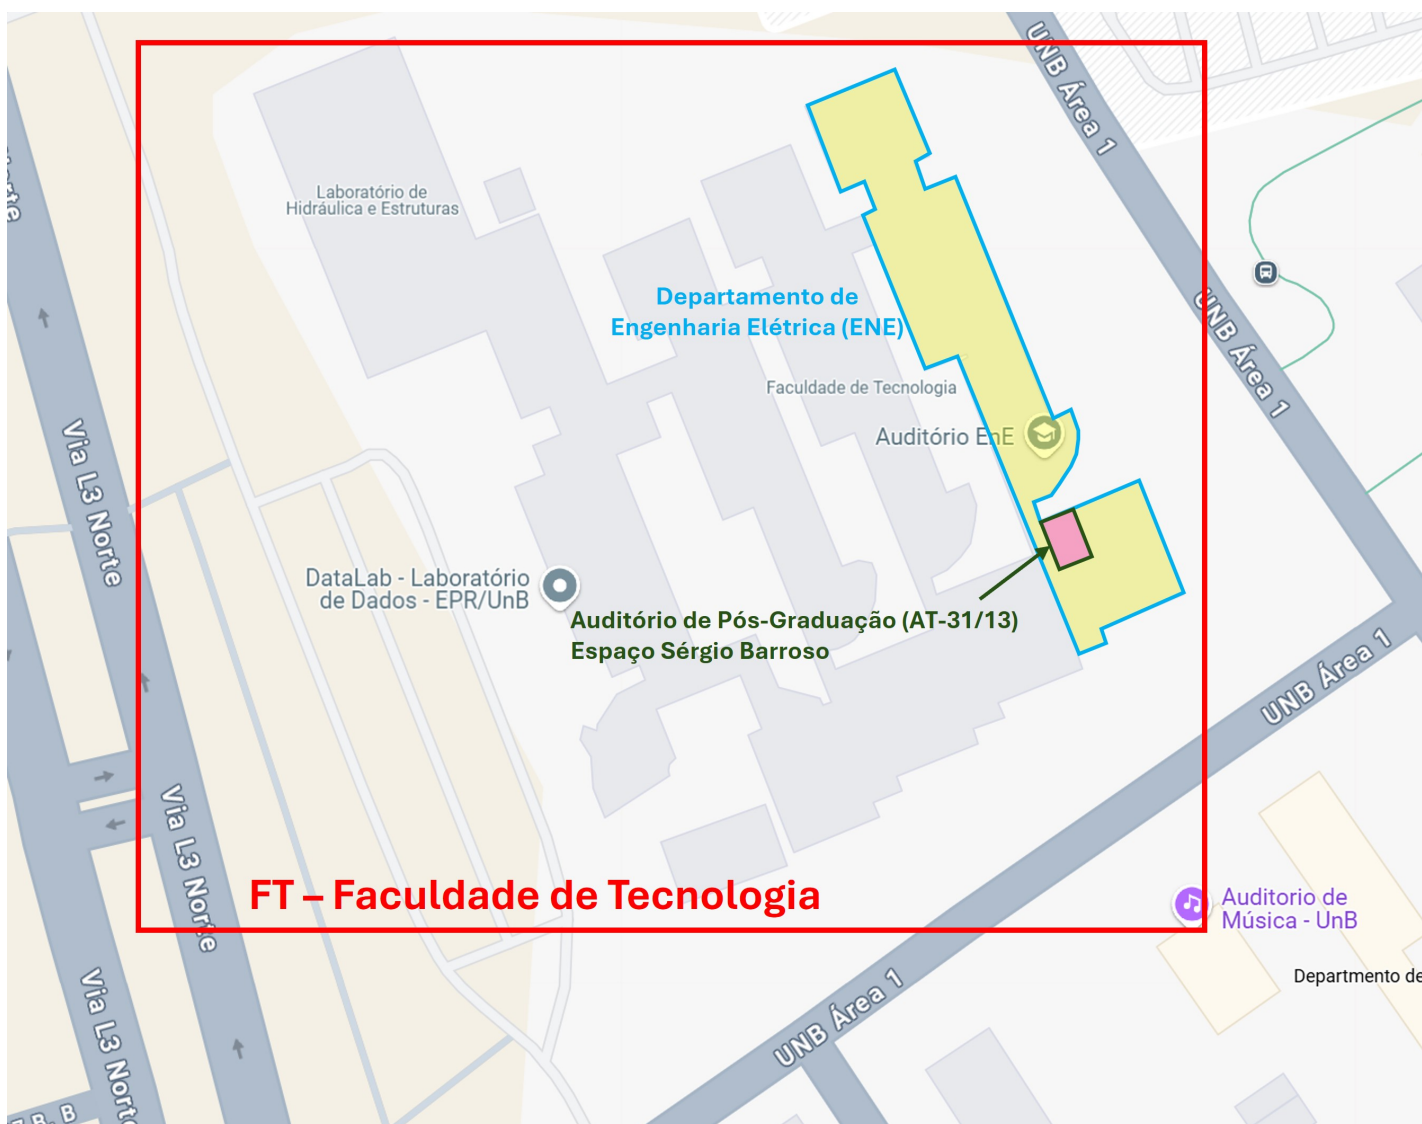 UNB Área 1
Norte
Laboratório de
Hidráulica e Estruturas
Departamento de
Engenharia Elétrica (ENE)
UNB Área 1
Faculdade de Tecnologia
Auditório EnE
Via L3 Norte
DataLab - Laboratório
de Dados - EPR/UnB
Auditório de Pós-Graduação (AT-31/13)
Espaço Sérgio Barroso
UNB Área 1
Via L3 Norte
FT – Faculdade de Tecnologia
Auditorio de
Música - UnB
Departmento de
UNB Área 1
Via L3 Norte